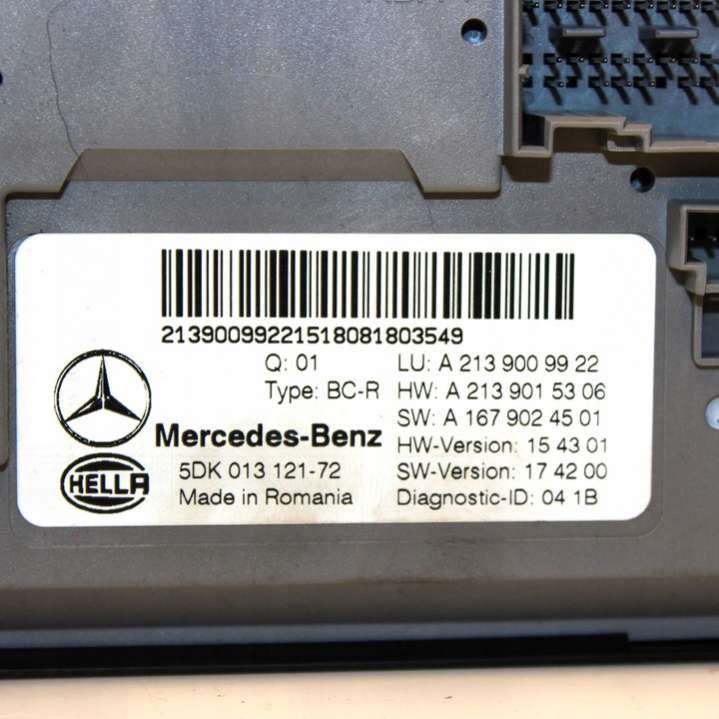 21390099221518081803549
Q: 01
Type: BC-R
LU: A 213 900 99 22
HW: A 213 901 53 06
SW: A 167 902 45 01
HW-Version: 15 43 01
SW-Version: 17 42 00
Diagnostic-ID: 04 1B
Mercedes-Benz
5DK 013 121-72
Made in Romania
HELLA